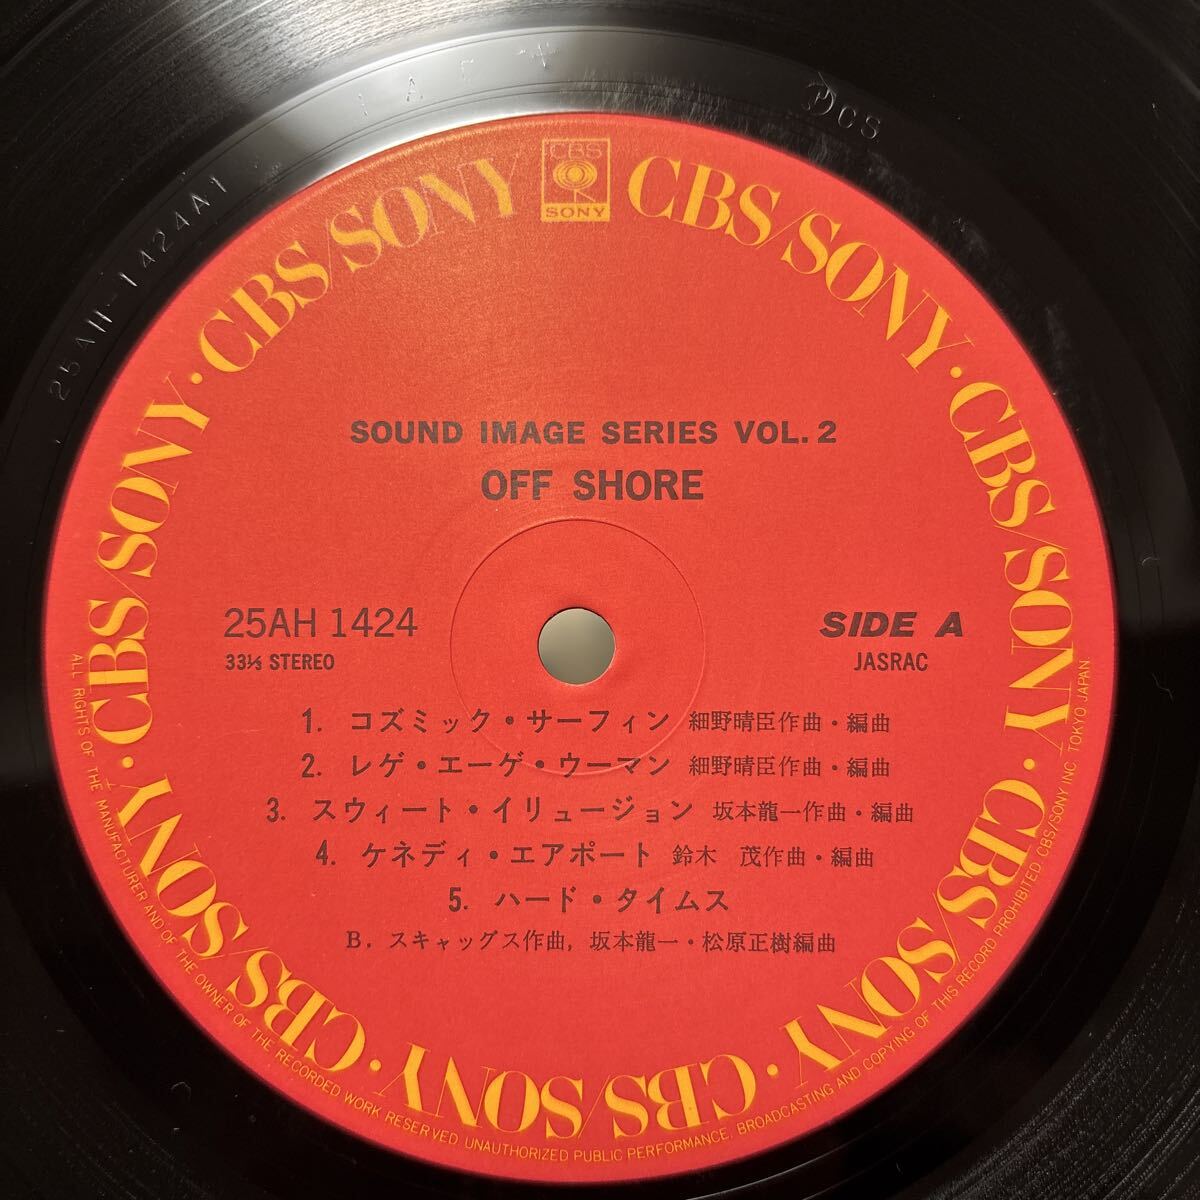 25AH-1424A1
1 A C +
Ⓟ CS
CBS
SONY
CBS/SONY · CBS/SONY · CBS/SONY · CBS/SONY · CBS/SONY · CBS/SONY · CBS/SONY · CBS/SONY · CBS/SONY
SOUND IMAGE SERIES VOL. 2
OFF SHORE
25AH 1424
SIDE A
33⅓ STEREO
JASRAC
1. コズミック・サーフィン 細野晴臣作曲・編曲
2. レゲ・エーゲ・ウーマン 細野晴臣作曲・編曲
3. スウィート・イリュージョン 坂本龍一作曲・編曲
4. ケネディ・エアポート 鈴木 茂作曲・編曲
5. ハード・タイムス
B. スキャッグス作曲, 坂本龍一・松原正樹編曲
ALL RIGHTS OF THE MANUFACTURER AND OF THE OWNER OF THE RECORDED WORK RESERVED UNAUTHORIZED PUBLIC PERFORMANCE, BROADCASTING AND COPYING OF THIS RECORD PROHIBITED CBS/SONY INC. TOKYO JAPAN